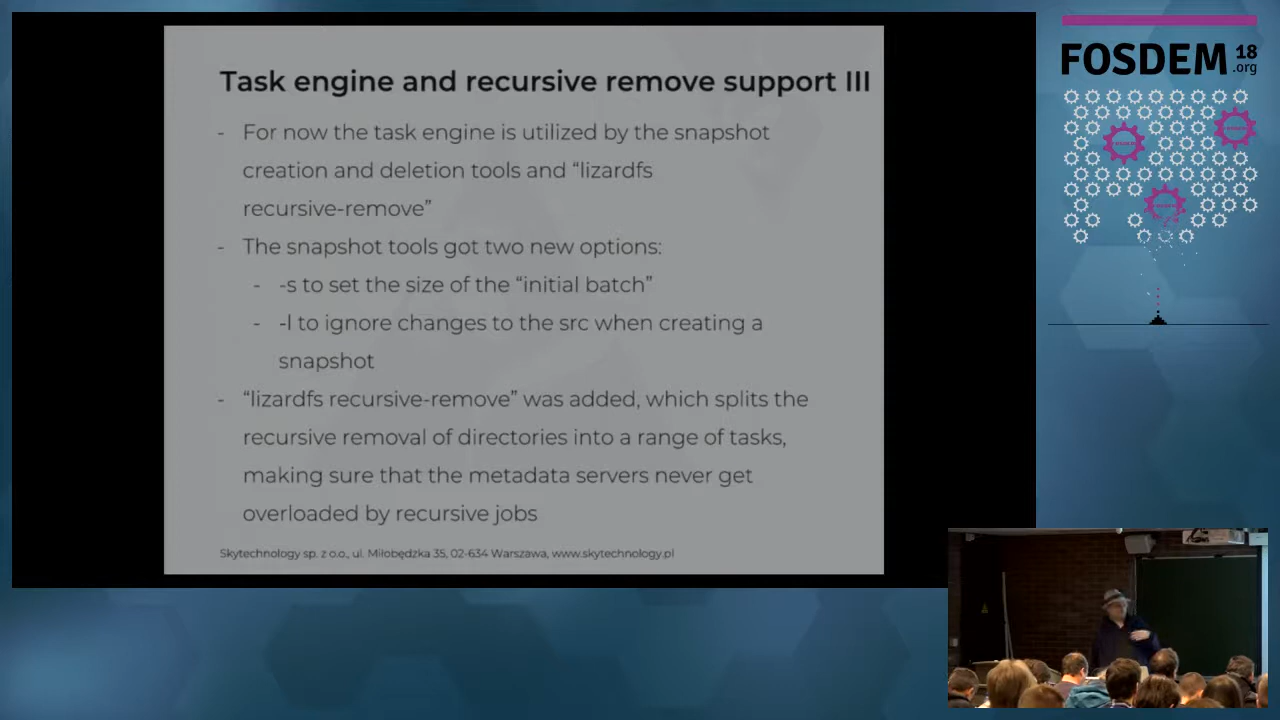 Task engine and recursive remove support III
- For now the task engine is utilized by the snapshot
creation and deletion tools and “lizardfs
recursive-remove”
- The snapshot tools got two new options:
- -s to set the size of the “initial batch”
- -l to ignore changes to the src when creating a
snapshot
- “lizardfs recursive-remove” was added, which splits the
recursive removal of directories into a range of tasks,
making sure that the metadata servers never get
overloaded by recursive jobs
Skytechnology sp. z o.o., ul. Miłobędzka 35, 02-634 Warszawa, www.skytechnology.pl
FOSDEM 18
.org